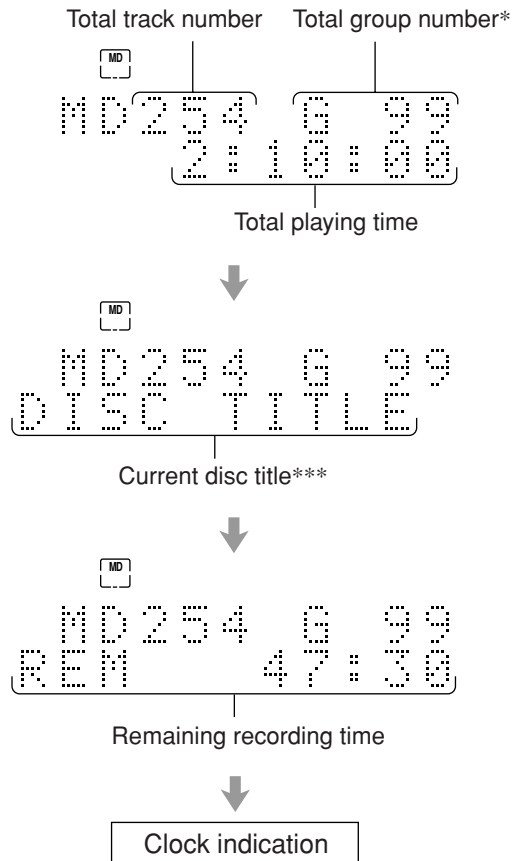 Total track number Total group number*
MD
MD254 G 99
2:10:00
Total playing time
MD
MD254 G 99
DISC TITLE
Current disc title***
MD
MD254 G 99
REM 47:30
Remaining recording time
Clock indication